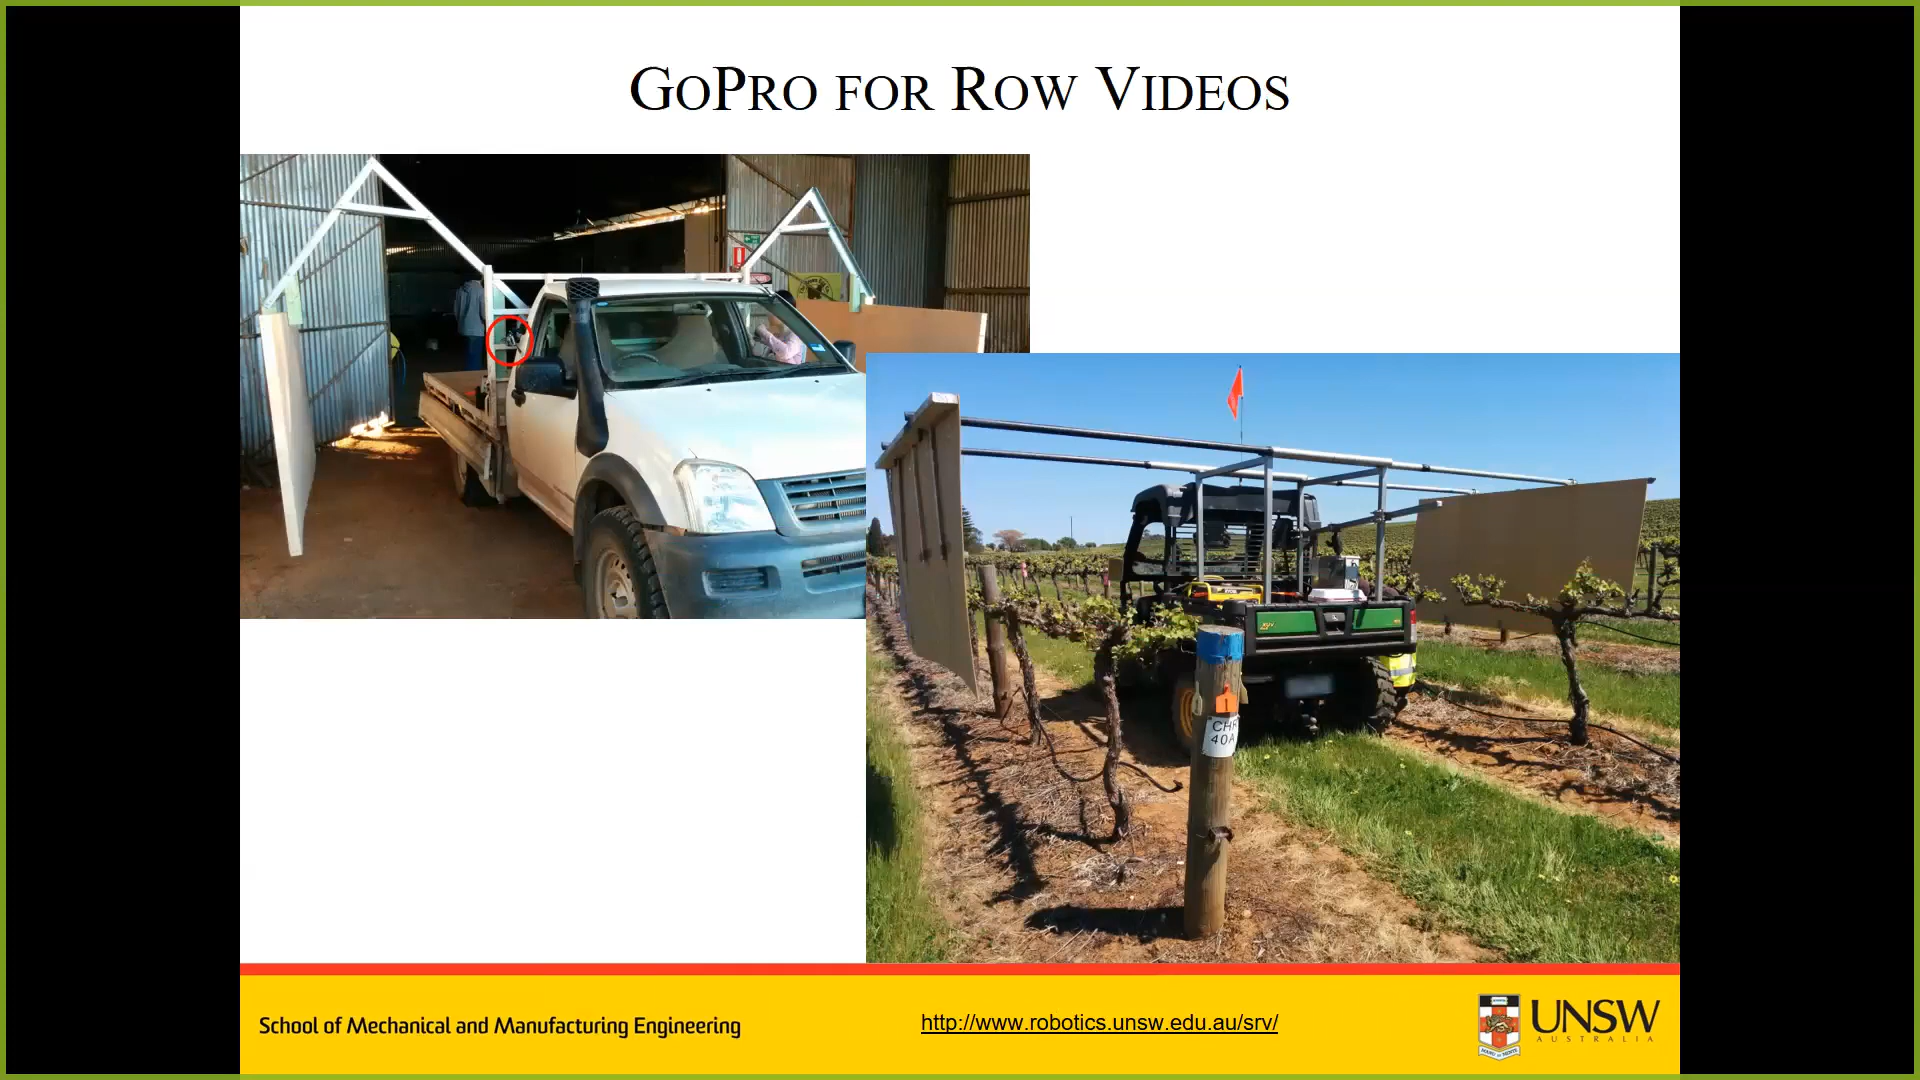 GoPro for Row Videos
CHR
40A
School of Mechanical and Manufacturing Engineering
http://www.robotics.unsw.edu.au/srv/
UNSW
AUSTRALIA